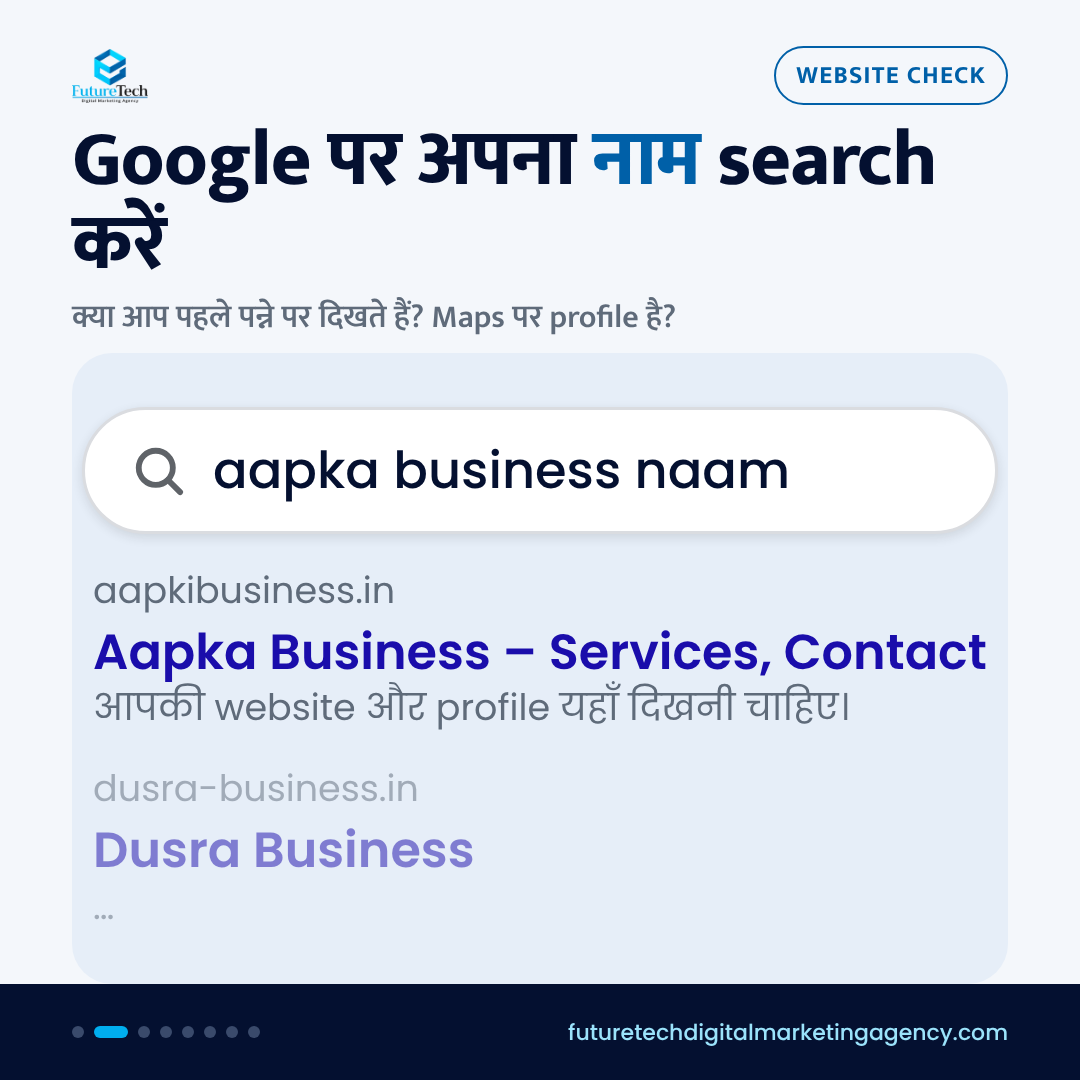 FutureTech
Digital Marketing Agency
WEBSITE CHECK
Google पर अपना नाम search
करें
क्या आप पहले पन्ने पर दिखते हैं? Maps पर profile है?
aapka business naam
aapkibusiness.in
Aapka Business – Services, Contact
आपकी website और profile यहाँ दिखनी चाहिए।
dusra-business.in
Dusra Business
...
futuretechdigitalmarketingagency.com